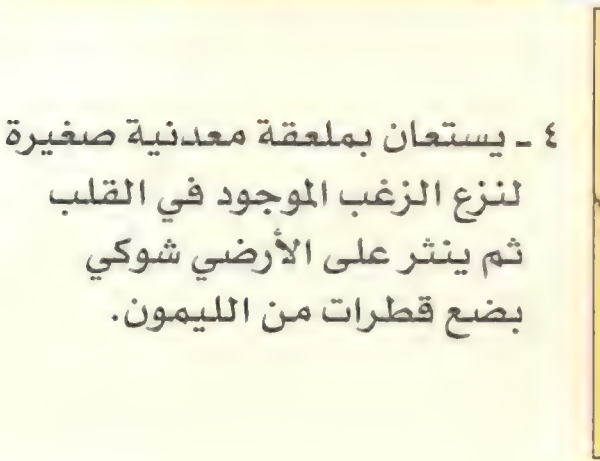 ٤ ـ يستعان بملعقة معدنية صغيرة
لنزع الزغب الموجود في القلب
ثم ينثر على الأرضي شوكي
بضع قطرات من الليمون.